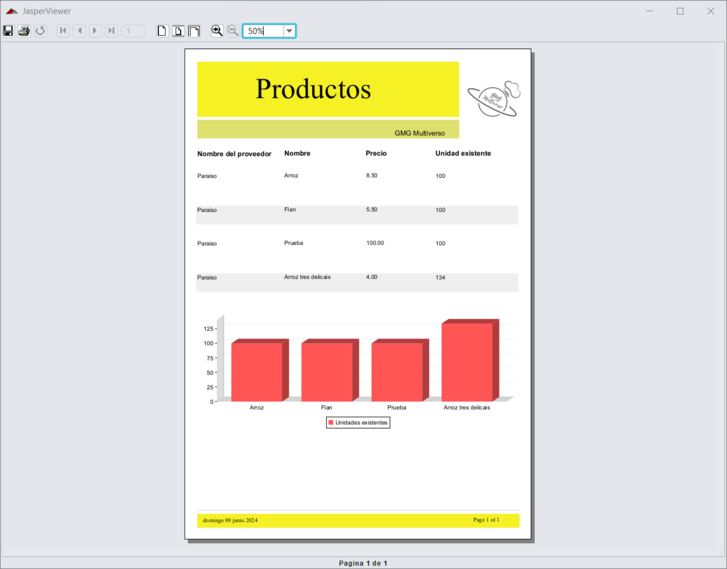 JasperViewer
1
50%
Productos
GMG Multiverso
Nombre del proveedor Nombre Precio Unidad existente
Paraiso Arroz 8.50 100
Paraiso Flan 5.50 100
Paraiso Prueba 100.00 100
Paraiso Arroz tres delicais 4.00 134
125
100
75
50
25
0
Arroz Flan Prueba Arroz tres delicais
Unidades existentes
domingo 09 junio 2024 Page 1 of 1
Pagina 1 de 1